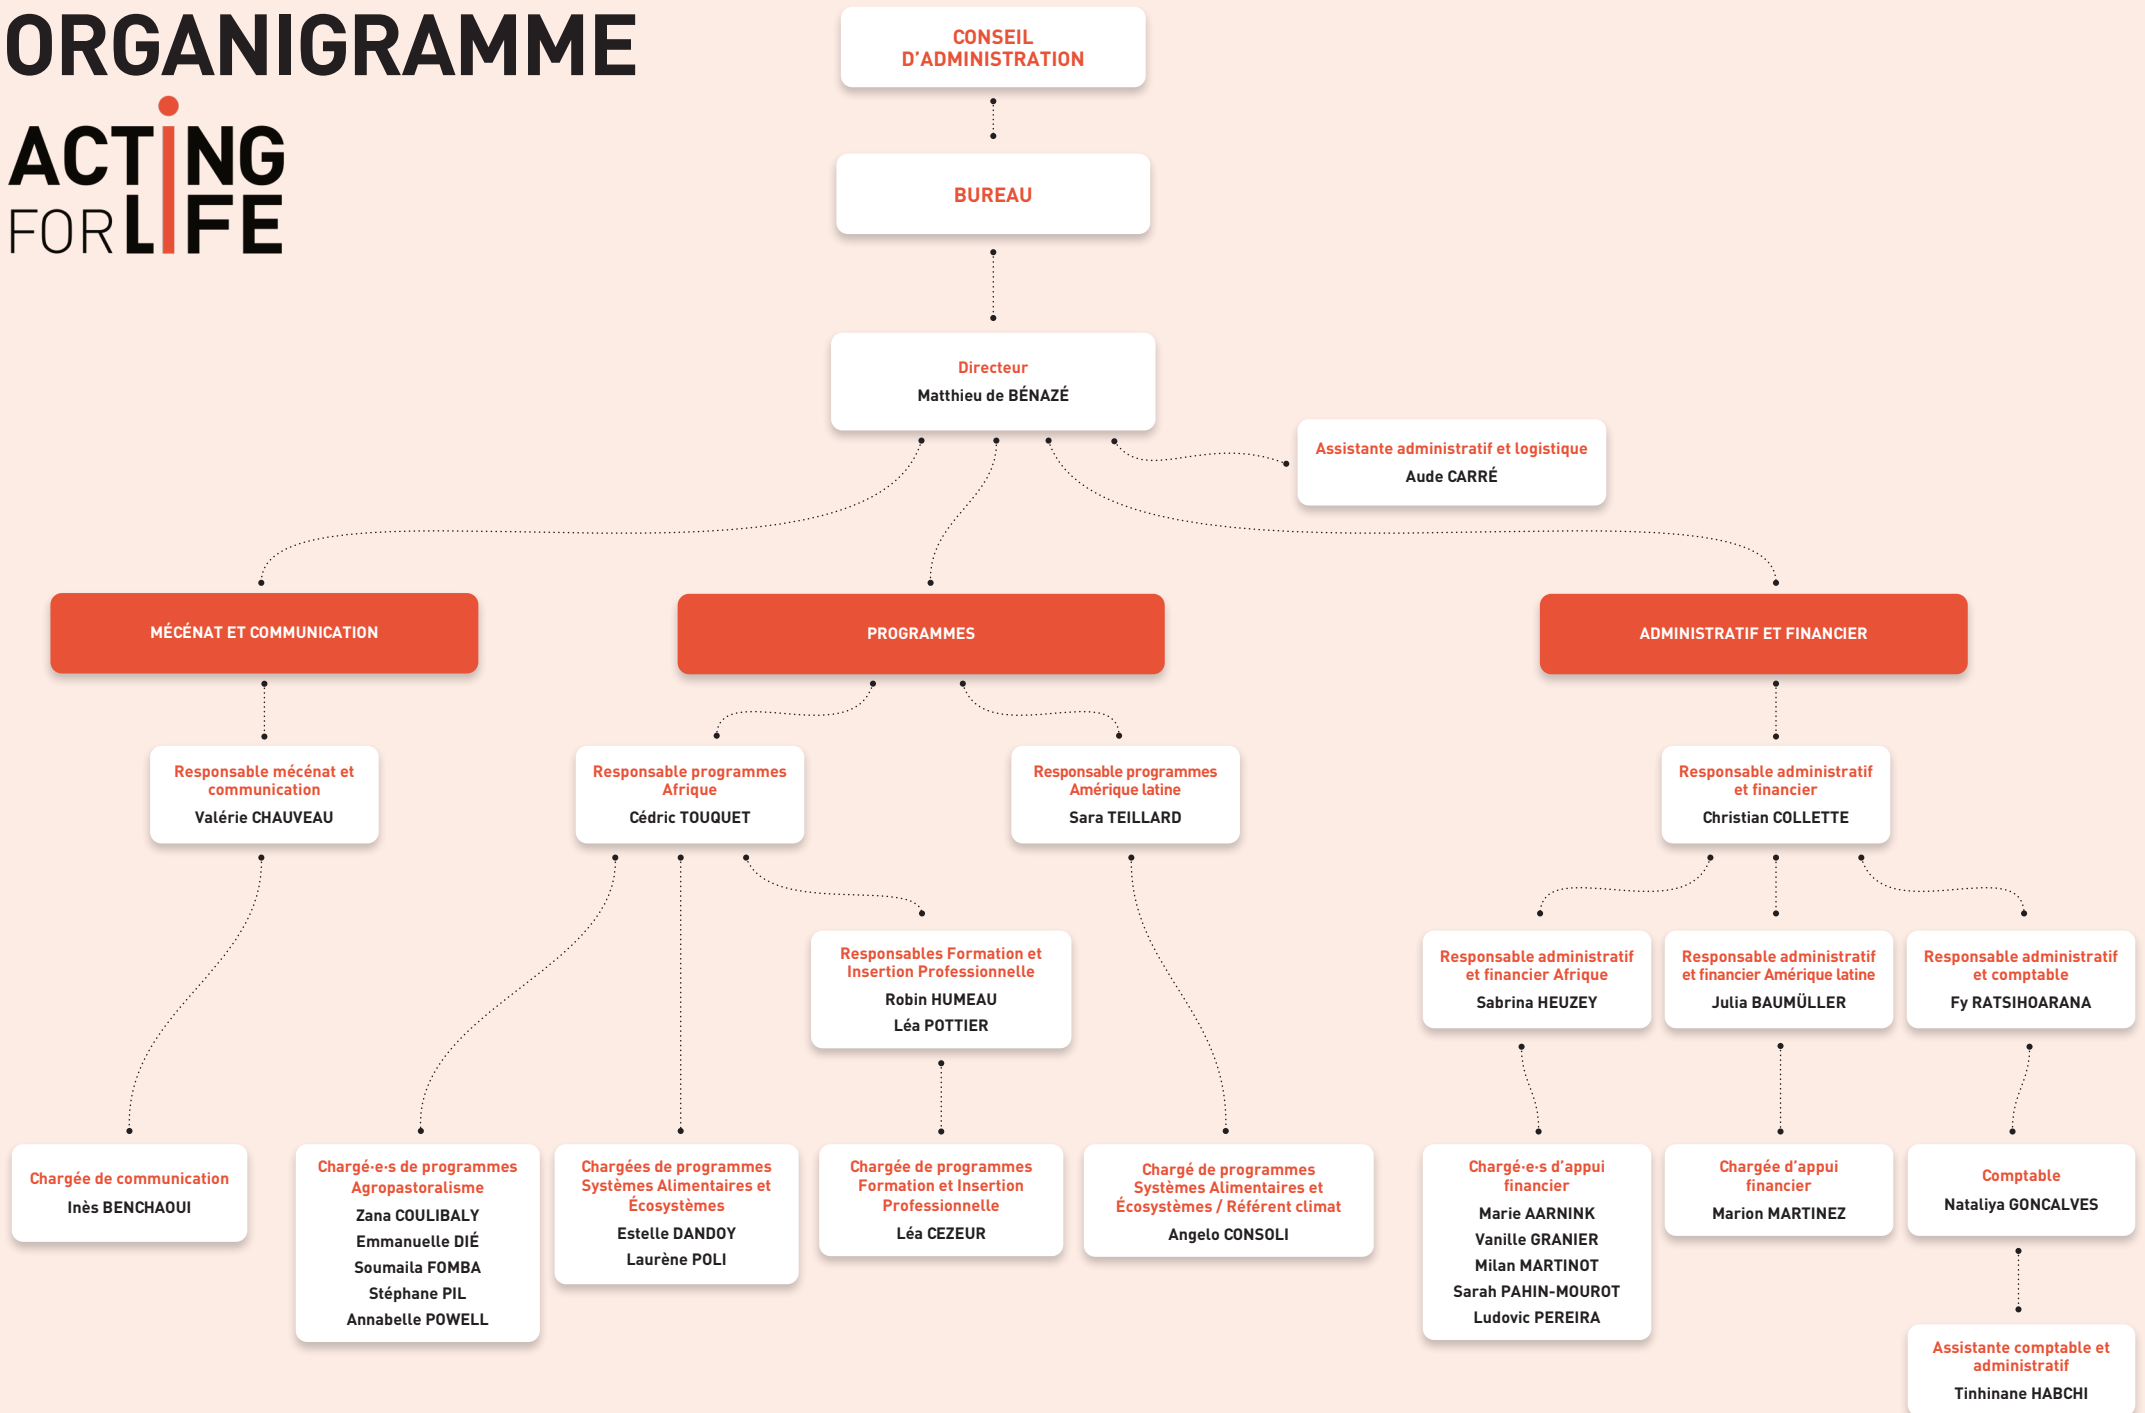 ORGANIGRAMME
ACTING
FOR LIFE
CONSEIL
D'ADMINISTRATION
BUREAU
Directeur
Matthieu de BÉNAZÉ
Assistante administratif et logistique
Aude CARRÉ
MÉCÉNAT ET COMMUNICATION
PROGRAMMES
ADMINISTRATIF ET FINANCIER
Responsable mécénat et
communication
Valérie CHAUVEAU
Responsable programmes
Afrique
Cédric TOUQUET
Responsable programmes
Amérique latine
Sara TEILLARD
Responsable administratif
et financier
Christian COLLETTE
Responsables Formation et
Insertion Professionnelle
Robin HUMEAU
Léa POTTIER
Responsable administratif
et financier Afrique
Sabrina HEUZEY
Responsable administratif
et financier Amérique latine
Julia BAUMÜLLER
Responsable administratif
et comptable
Fy RATSIHOARANA
Chargée de communication
Inès BENCHAOUI
Chargé·e·s de programmes
Agropastoralisme
Zana COULIBALY
Emmanuelle DIÉ
Soumaila FOMBA
Stéphane PIL
Annabelle POWELL
Chargées de programmes
Systèmes Alimentaires et
Écosystèmes
Estelle DANDOY
Laurène POLI
Chargée de programmes
Formation et Insertion
Professionnelle
Léa CEZEUR
Chargé de programmes
Systèmes Alimentaires et
Écosystèmes / Référent climat
Angelo CONSOLI
Chargé·e·s d'appui
financier
Marie AARNINK
Vanille GRANIER
Milan MARTINOT
Sarah PAHIN-MOUROT
Ludovic PEREIRA
Chargée d'appui
financier
Marion MARTINEZ
Comptable
Nataliya GONCALVES
Assistante comptable et
administratif
Tinhinane HABCHI